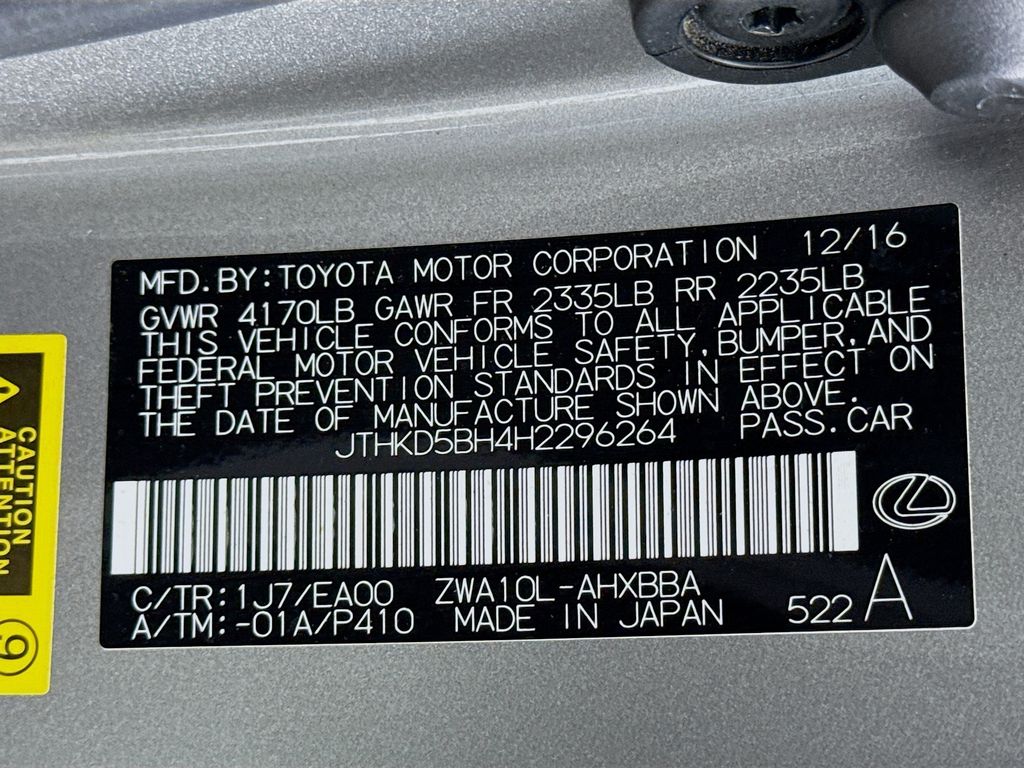 MFD. BY: TOYOTA MOTOR CORPORATION 12/16
GVWR 4170LB GAWR FR 2335LB RR 2235LB
THIS VEHICLE CONFORMS TO ALL APPLICABLE
FEDERAL MOTOR VEHICLE SAFETY, BUMPER, AND
THEFT PREVENTION STANDARDS IN EFFECT ON
THE DATE OF MANUFACTURE SHOWN ABOVE.
JTHKD5BH4H2296264 PASS. CAR
C/TR: 1J7/EA00 ZWA10L-AHXBBA
A/TM: -01A/P410 MADE IN JAPAN 522 A
CAUTION
ATTENTION
9